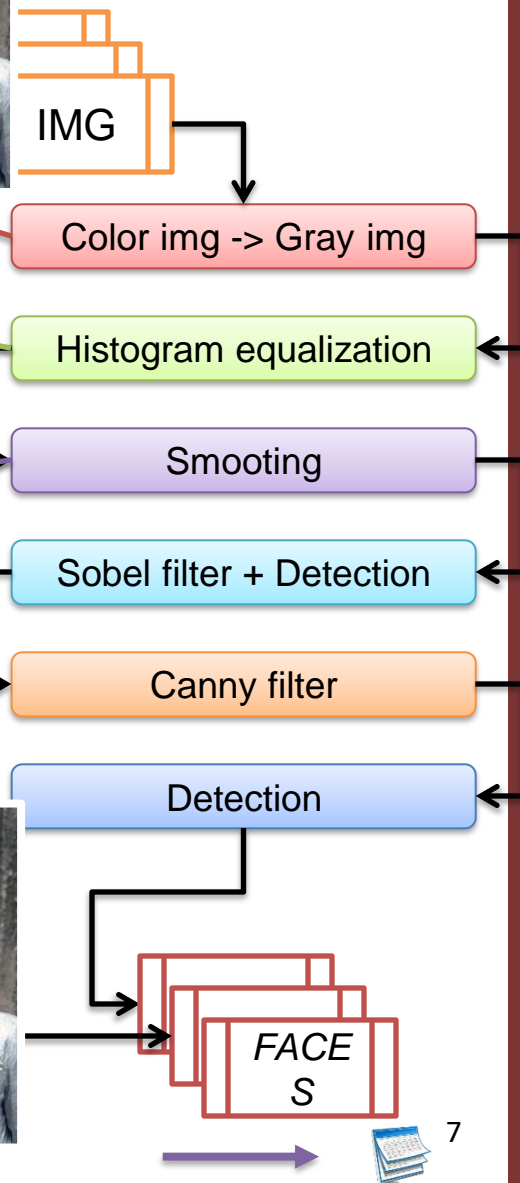 IMG
Color img -> Gray img
Histogram equalization
Smooting
Sobel filter + Detection
Canny filter
Detection
FACE
S
7